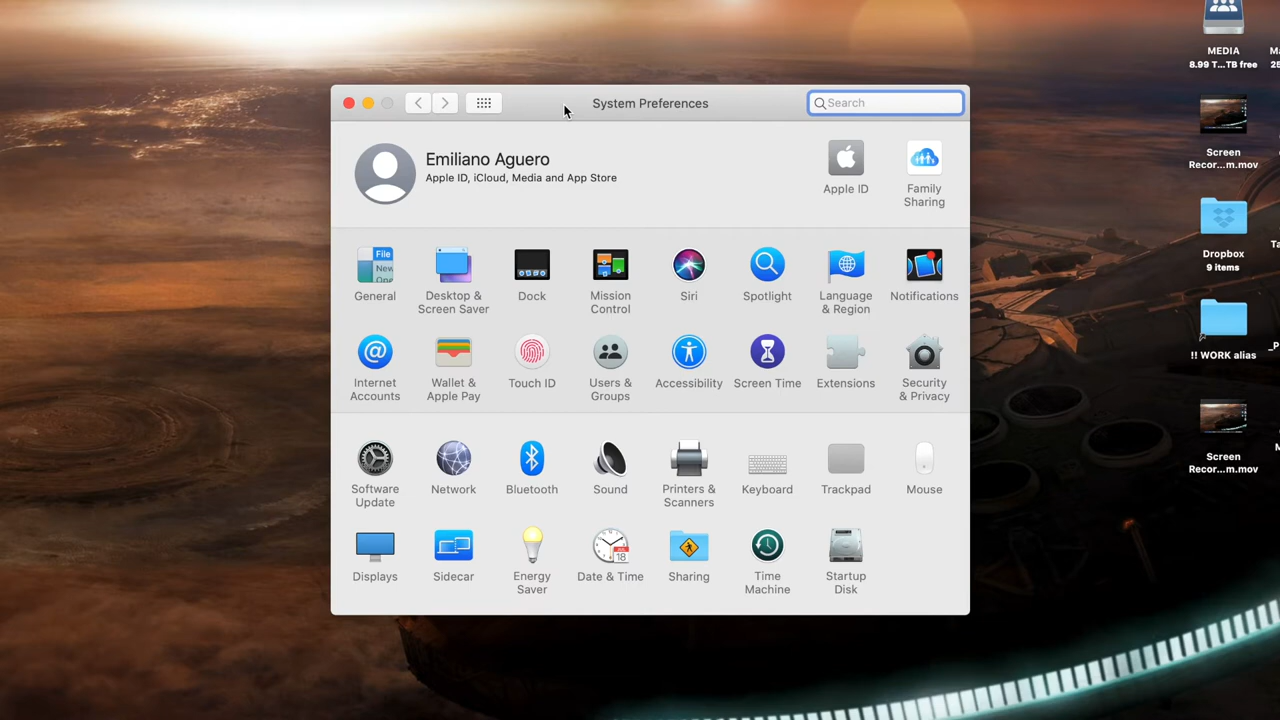 System Preferences
Search
Emiliano Aguero
Apple ID, iCloud, Media and App Store
Apple ID
Family
Sharing
File
New
General
Desktop &
Screen Saver
Dock
Mission
Control
Siri
Spotlight
Language
& Region
Notifications
@
Internet
Accounts
Wallet &
Apple Pay
Touch ID
Users &
Groups
Accessibility
Screen Time
Extensions
Security
& Privacy
Software
Update
Network
Bluetooth
Sound
Printers &
Scanners
Keyboard
Trackpad
Mouse
Displays
Sidecar
Energy
Saver
JUL
18
Date & Time
Sharing
Time
Machine
Startup
Disk
MEDIA
8.99 T...TB free
Screen
Recor...m.mov
Dropbox
9 items
!! WORK alias
Screen
Recor...m.mov